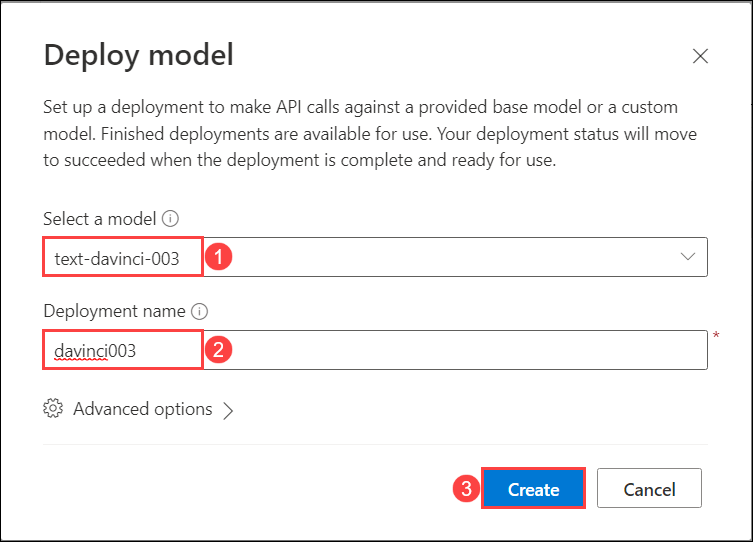 Deploy model
Set up a deployment to make API calls against a provided base model or a custom
model. Finished deployments are available for use. Your deployment status will move
to succeeded when the deployment is complete and ready for use.
Select a model
text-davinci-003 1
Deployment name
davinci003 2 *
Advanced options
3 Create Cancel